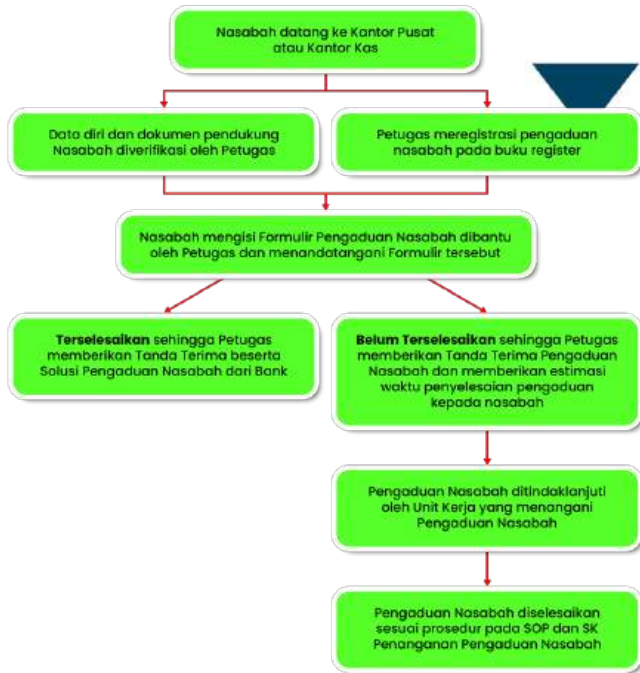 Nasabah datang ke Kantor Pusat
atau Kantor Kas
Data diri dan dokumen pendukung
Nasabah diverifikasi oleh Petugas
Petugas meregistrasi pengaduan
nasabah pada buku register
Nasabah mengisi Formulir Pengaduan Nasabah dibantu
oleh Petugas dan menandatangani Formulir tersebut
Terselesaikan sehingga Petugas
memberikan Tanda Terima beserta
Solusi Pengaduan Nasabah dari Bank
Belum Terselesaikan sehingga Petugas
memberikan Tanda Terima Pengaduan
Nasabah dan memberikan estimasi
waktu penyelesaian pengaduan
kepada nasabah
Pengaduan Nasabah ditindaklanjuti
oleh Unit Kerja yang menangani
Pengaduan Nasabah
Pengaduan Nasabah diselesaikan
sesuai prosedur pada SOP dan SK
Penanganan Pengaduan Nasabah